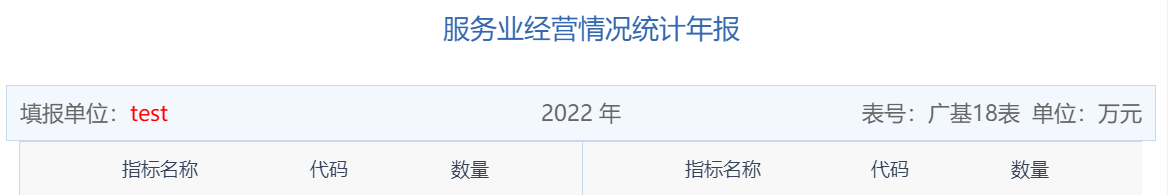 服务业经营情况统计年报
填报单位：test 2022 年 表号：广基18表 单位：万元
指标名称 代码 数量 指标名称 代码 数量